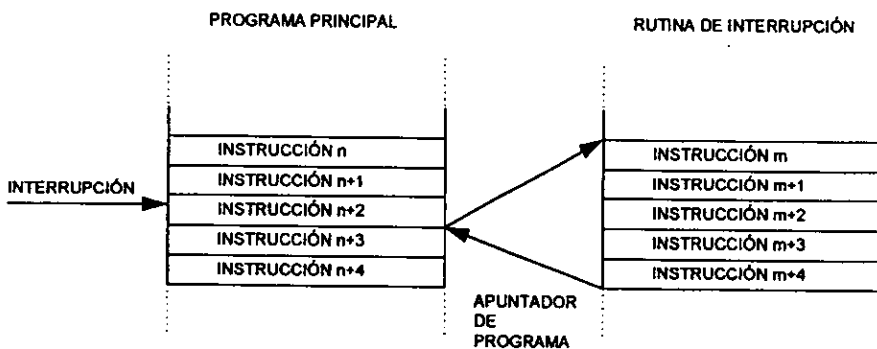 PROGRAMA PRINCIPAL
RUTINA DE INTERRUPCIÓN
INTERRUPCIÓN
INSTRUCCIÓN n
INSTRUCCIÓN n+1
INSTRUCCIÓN n+2
INSTRUCCIÓN n+3
INSTRUCCIÓN n+4
APUNTADOR
DE
PROGRAMA
INSTRUCCIÓN m
INSTRUCCIÓN m+1
INSTRUCCIÓN m+2
INSTRUCCIÓN m+3
INSTRUCCIÓN m+4